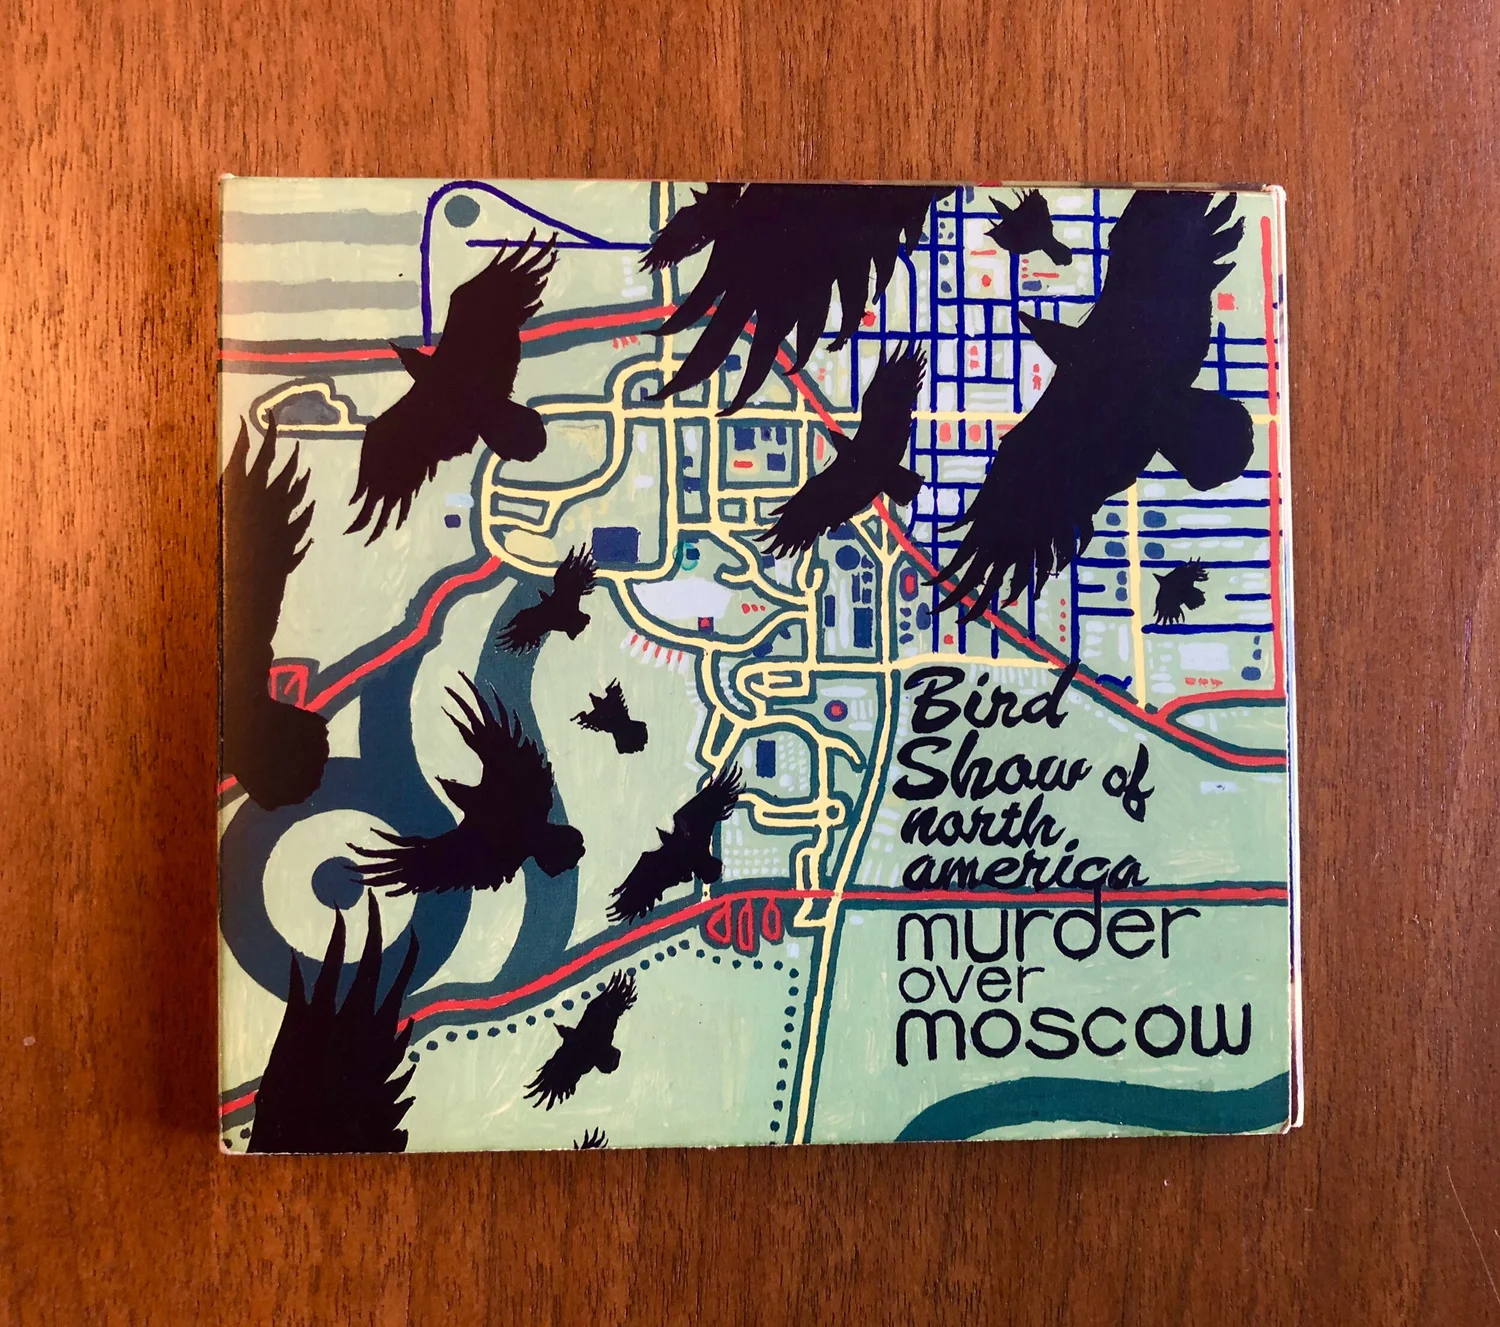 Bird
Show of
north
america
murder
over
moscow